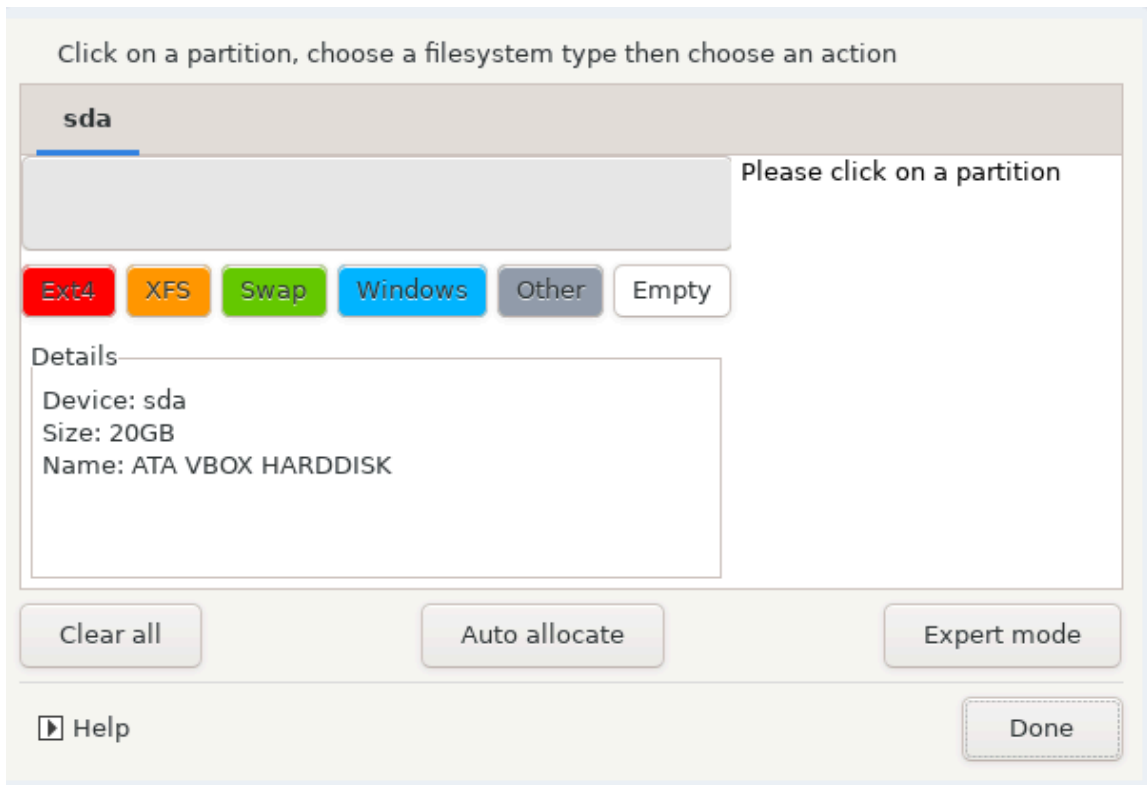 Click on a partition, choose a filesystem type then choose an action
sda
Please click on a partition
Ext4 XFS Swap Windows Other Empty
Details
Device: sda
Size: 20GB
Name: ATA VBOX HARDDISK
Clear all Auto allocate Expert mode
Help Done